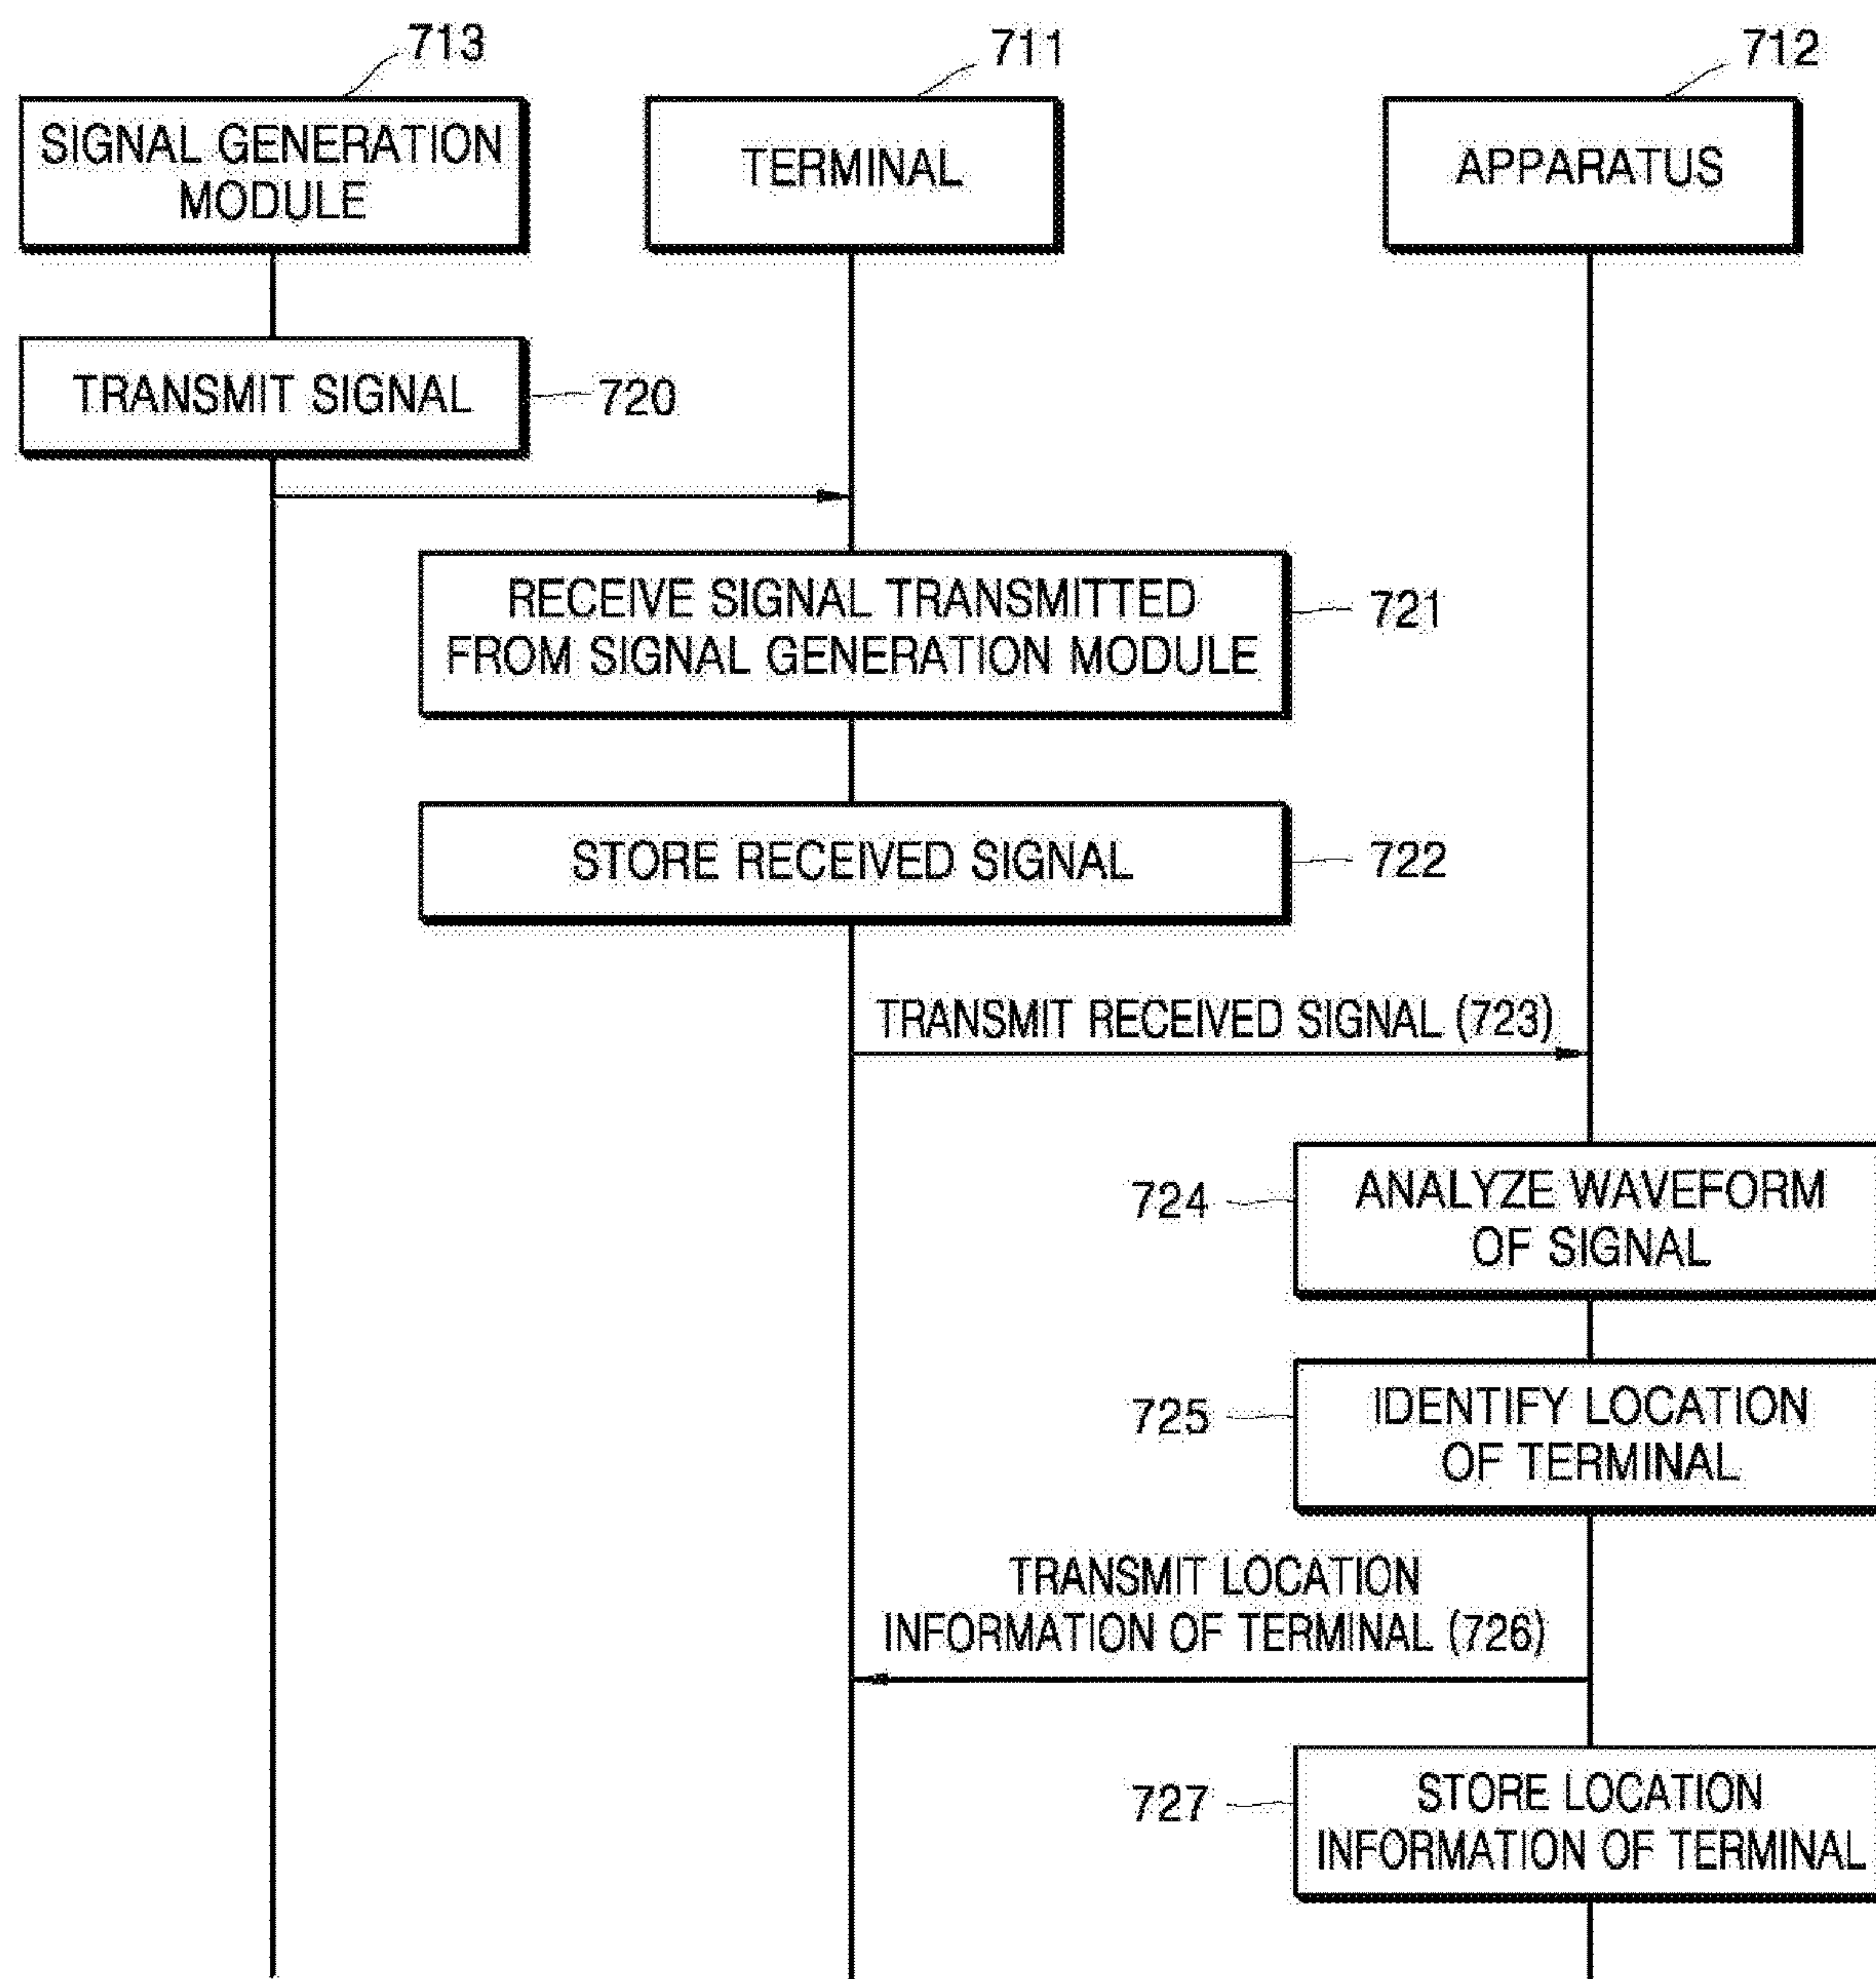 713
711
712
SIGNAL GENERATION
MODULE
TERMINAL
APPARATUS
TRANSMIT SIGNAL
720
RECEIVE SIGNAL TRANSMITTED
FROM SIGNAL GENERATION MODULE
721
STORE RECEIVED SIGNAL
722
TRANSMIT RECEIVED SIGNAL (723)
724
ANALYZE WAVEFORM
OF SIGNAL
725
IDENTIFY LOCATION
OF TERMINAL
TRANSMIT LOCATION
INFORMATION OF TERMINAL (726)
727
STORE LOCATION
INFORMATION OF TERMINAL